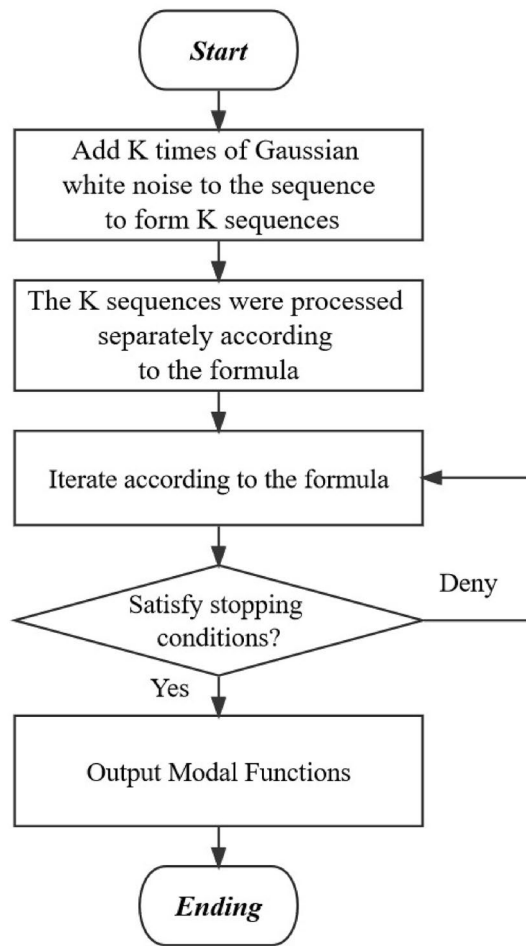 Start
Add K times of Gaussian
white noise to the sequence
to form K sequences
The K sequences were processed
separately according
to the formula
Iterate according to the formula
Satisfy stopping
conditions?
Deny
Yes
Output Modal Functions
Ending